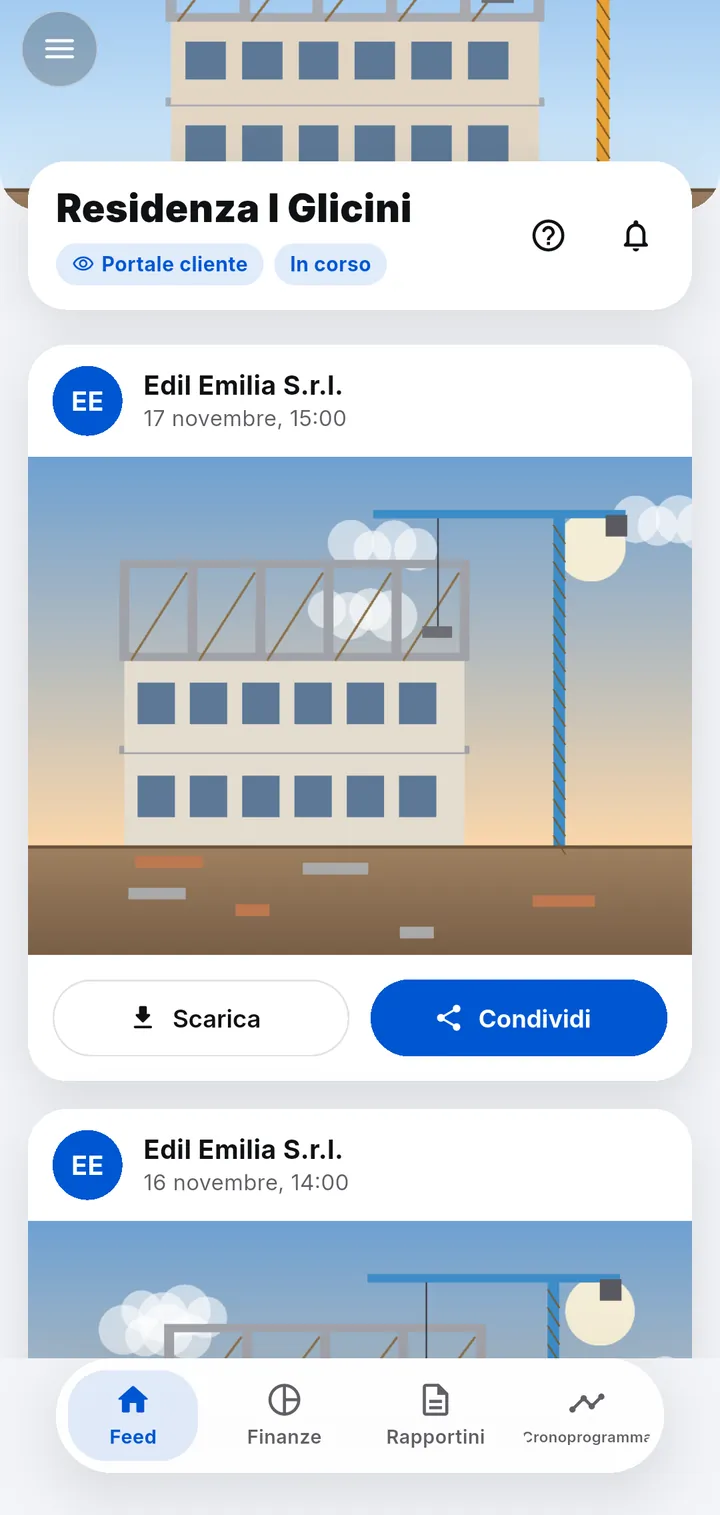 Residenza I Glicini
Portale cliente
In corso
EE
Edil Emilia S.r.l.
17 novembre, 15:00
Scarica
Condividi
EE
Edil Emilia S.r.l.
16 novembre, 14:00
Feed
Finanze
Rapportini
Cronoprogramma